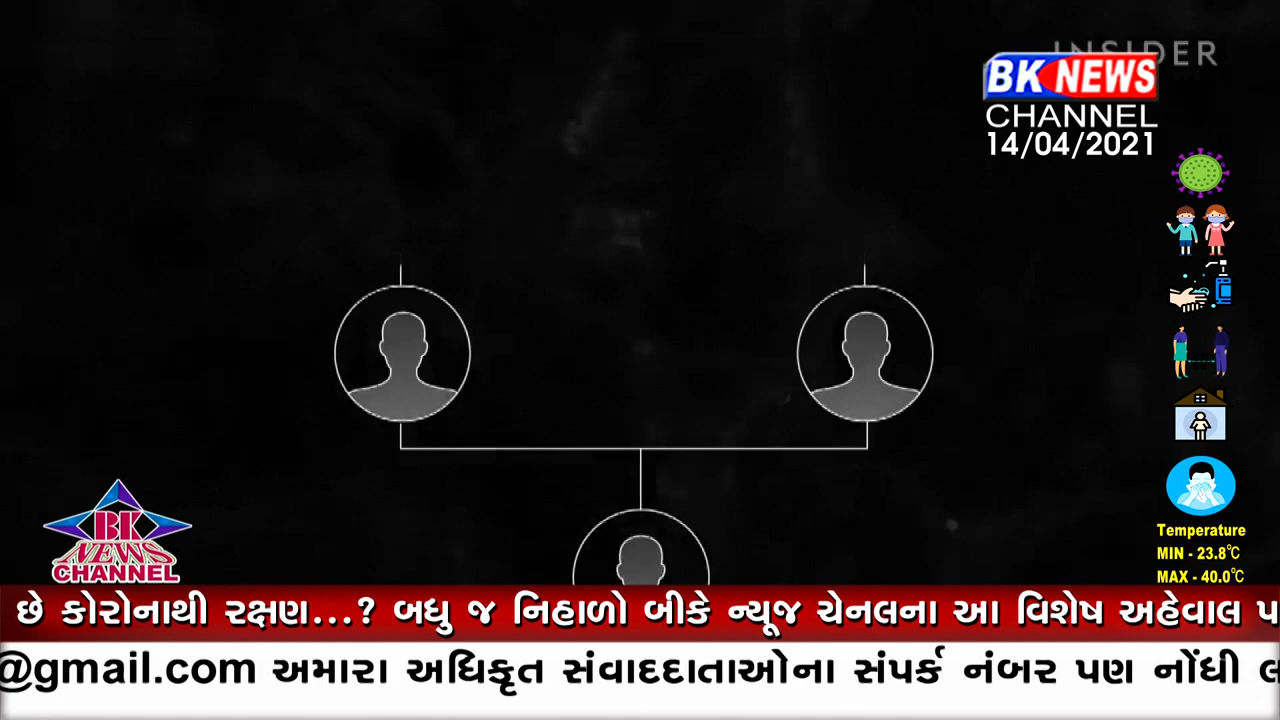 INSIDER
BK NEWS
CHANNEL
14/04/2021
Temperature
MIN - 23.8℃
MAX - 40.0℃
BK
NEWS
CHANNEL
છે કોરોનાથી રક્ષણ...? બધુ જ નિહાળો બીકે ન્યૂજ ચેનલના આ વિશેષ અહેવાલ પ
@gmail.com અમારા અધિકૃત સંવાદદાતાઓના સંપર્ક નંબર પણ નોંધી લ